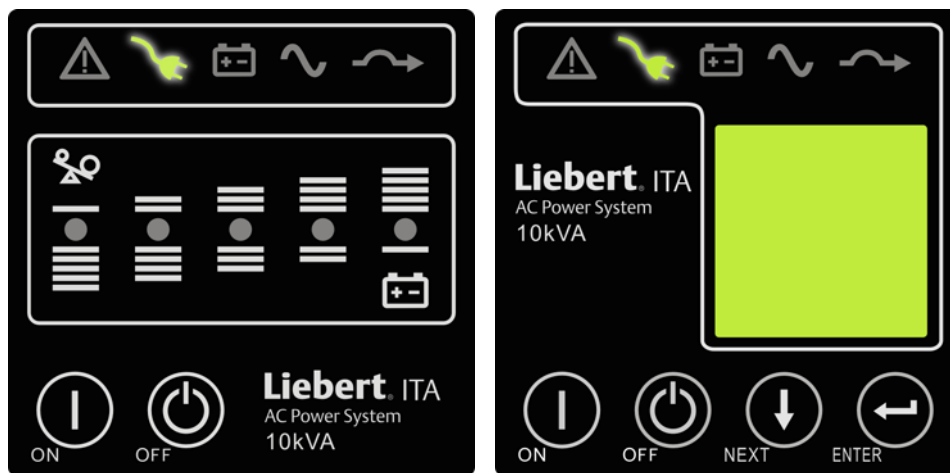 ON
OFF
Liebert® ITA
AC Power System
10kVA
Liebert® ITA
AC Power System
10kVA
ON
OFF
NEXT
ENTER